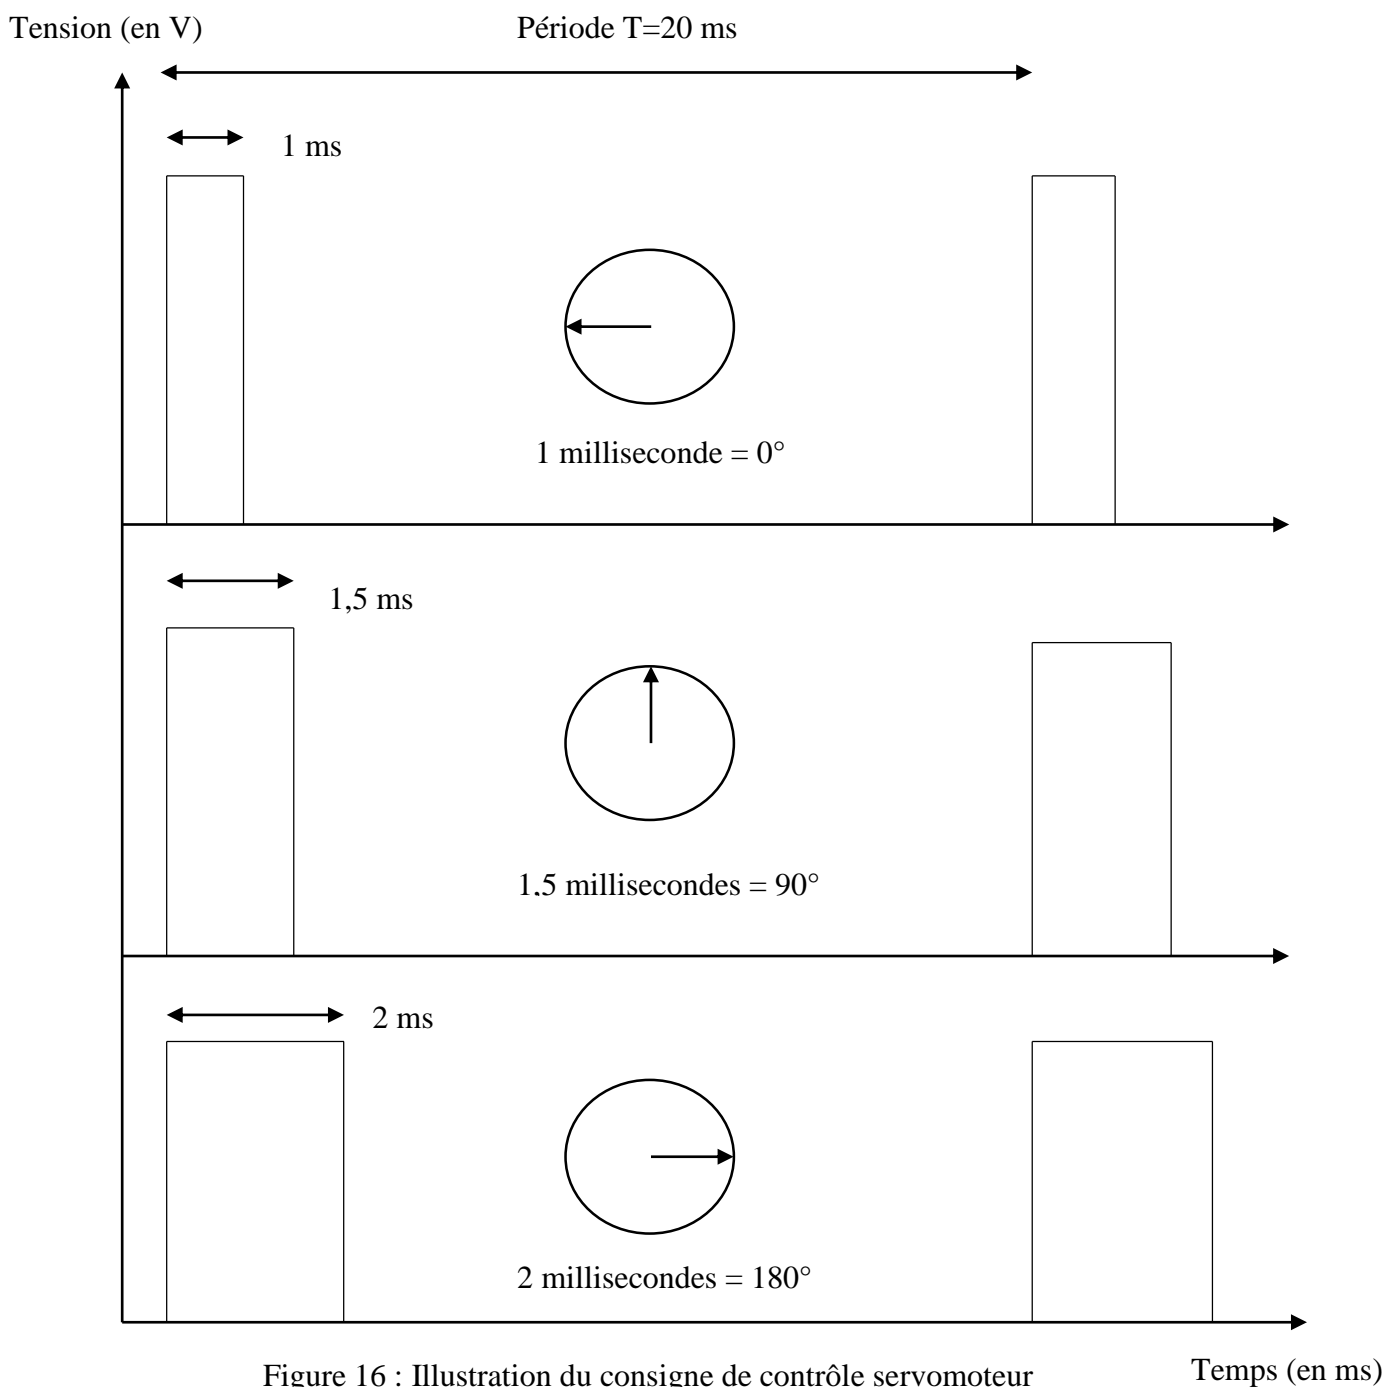 Tension (en V)
Période T=20 ms
1 ms
1 milliseconde = 0°
1,5 ms
1,5 millisecondes = 90°
2 ms
2 millisecondes = 180°
Figure 16 : Illustration du consigne de contrôle servomoteur
Temps (en ms)